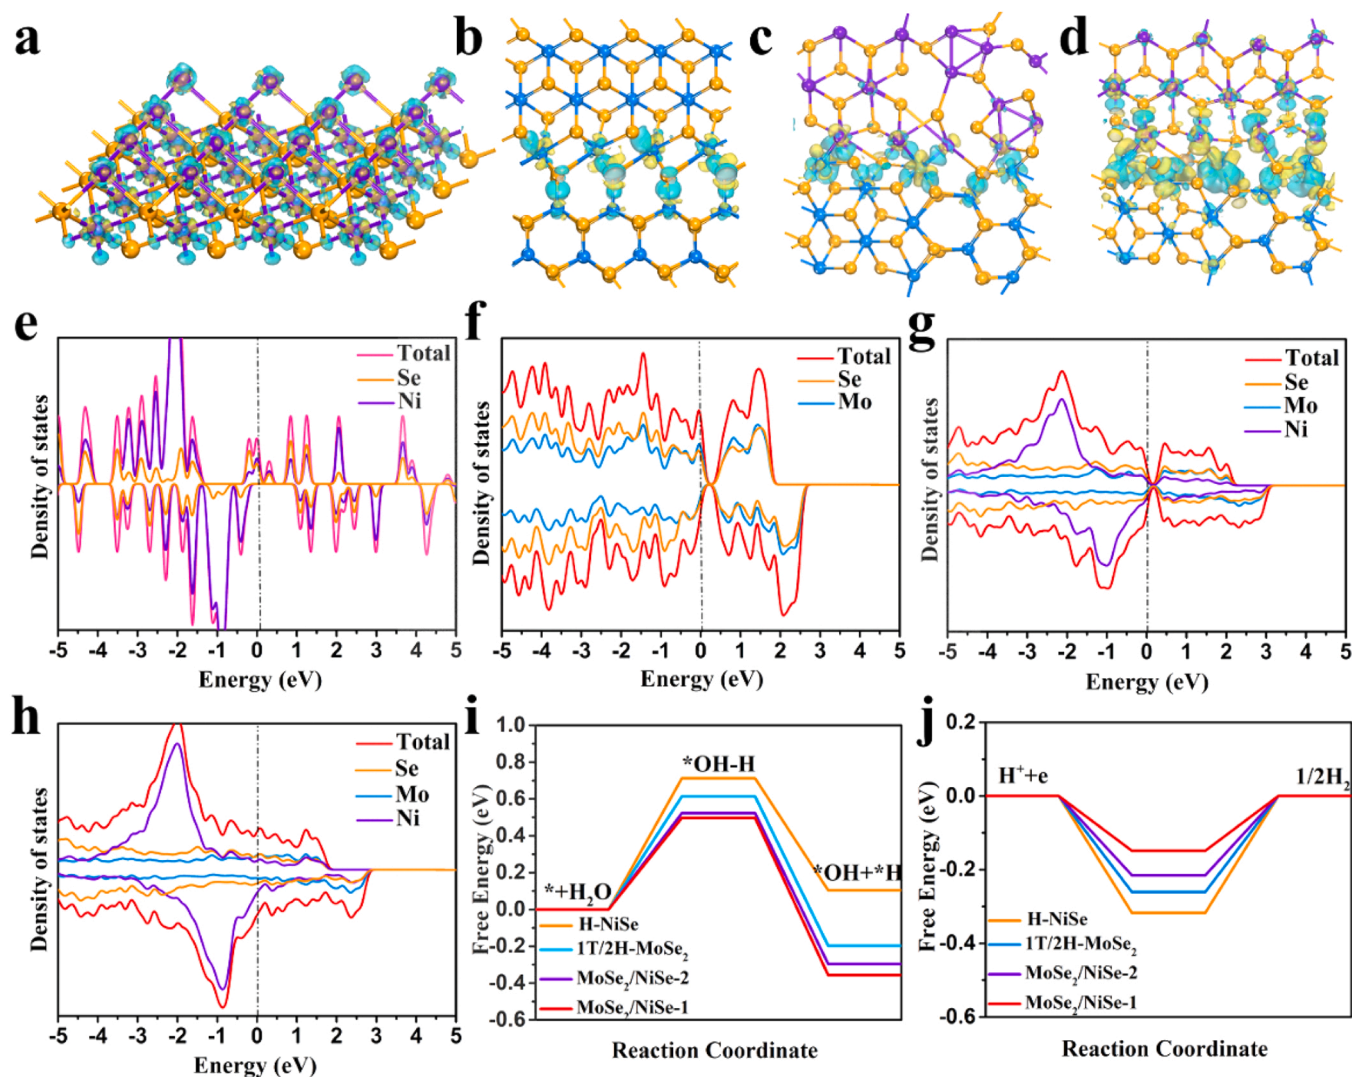 a
b
c
d
e
Total
Se
Ni
Density of states
-5 -4 -3 -2 -1 0 1 2 3 4 5
Energy (eV)
f
Total
Se
Mo
Density of states
-5 -4 -3 -2 -1 0 1 2 3 4 5
Energy (eV)
g
Total
Se
Mo
Ni
Density of states
-5 -4 -3 -2 -1 0 1 2 3 4 5
Energy (eV)
h
Total
Se
Mo
Ni
Density of states
-5 -4 -3 -2 -1 0 1 2 3 4 5
Energy (eV)
i
1.0
0.8
0.6
0.4
0.2
0.0
-0.2
-0.4
-0.6
Free Energy (eV)
*OH-H
*OH+*H
*+H₂O
H-NiSe
1T/2H-MoSe₂
MoSe₂/NiSe-2
MoSe₂/NiSe-1
Reaction Coordinate
j
0.2
0.0
-0.2
-0.4
-0.6
Free Energy (eV)
H⁺+e
1/2H₂
H-NiSe
1T/2H-MoSe₂
MoSe₂/NiSe-2
MoSe₂/NiSe-1
Reaction Coordinate